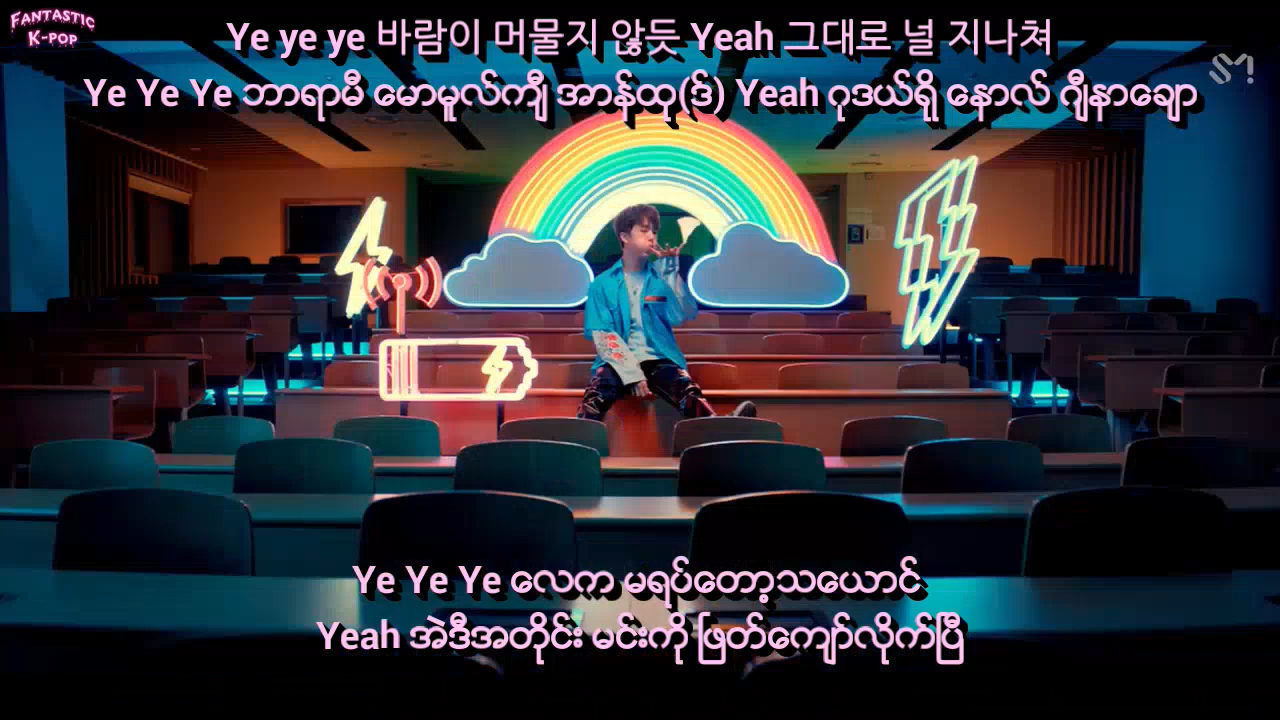 FANTASTIC
K-POP
SM
Ye ye ye 바람이 머물지 않듯 Yeah 그대로 널 지나쳐
Ye Ye Ye ဘာရာမီ မောမူလ်ကျီ အာန်ထု(ဒ်) Yeah ဂုဒယ်ရို နောလ် ဂျီနာချော
Ye Ye Ye လေက မရပ်တော့သယောင်
Yeah အဲဒီအတိုင်း မင်းကို ဖြတ်ကျော်လိုက်ပြီ